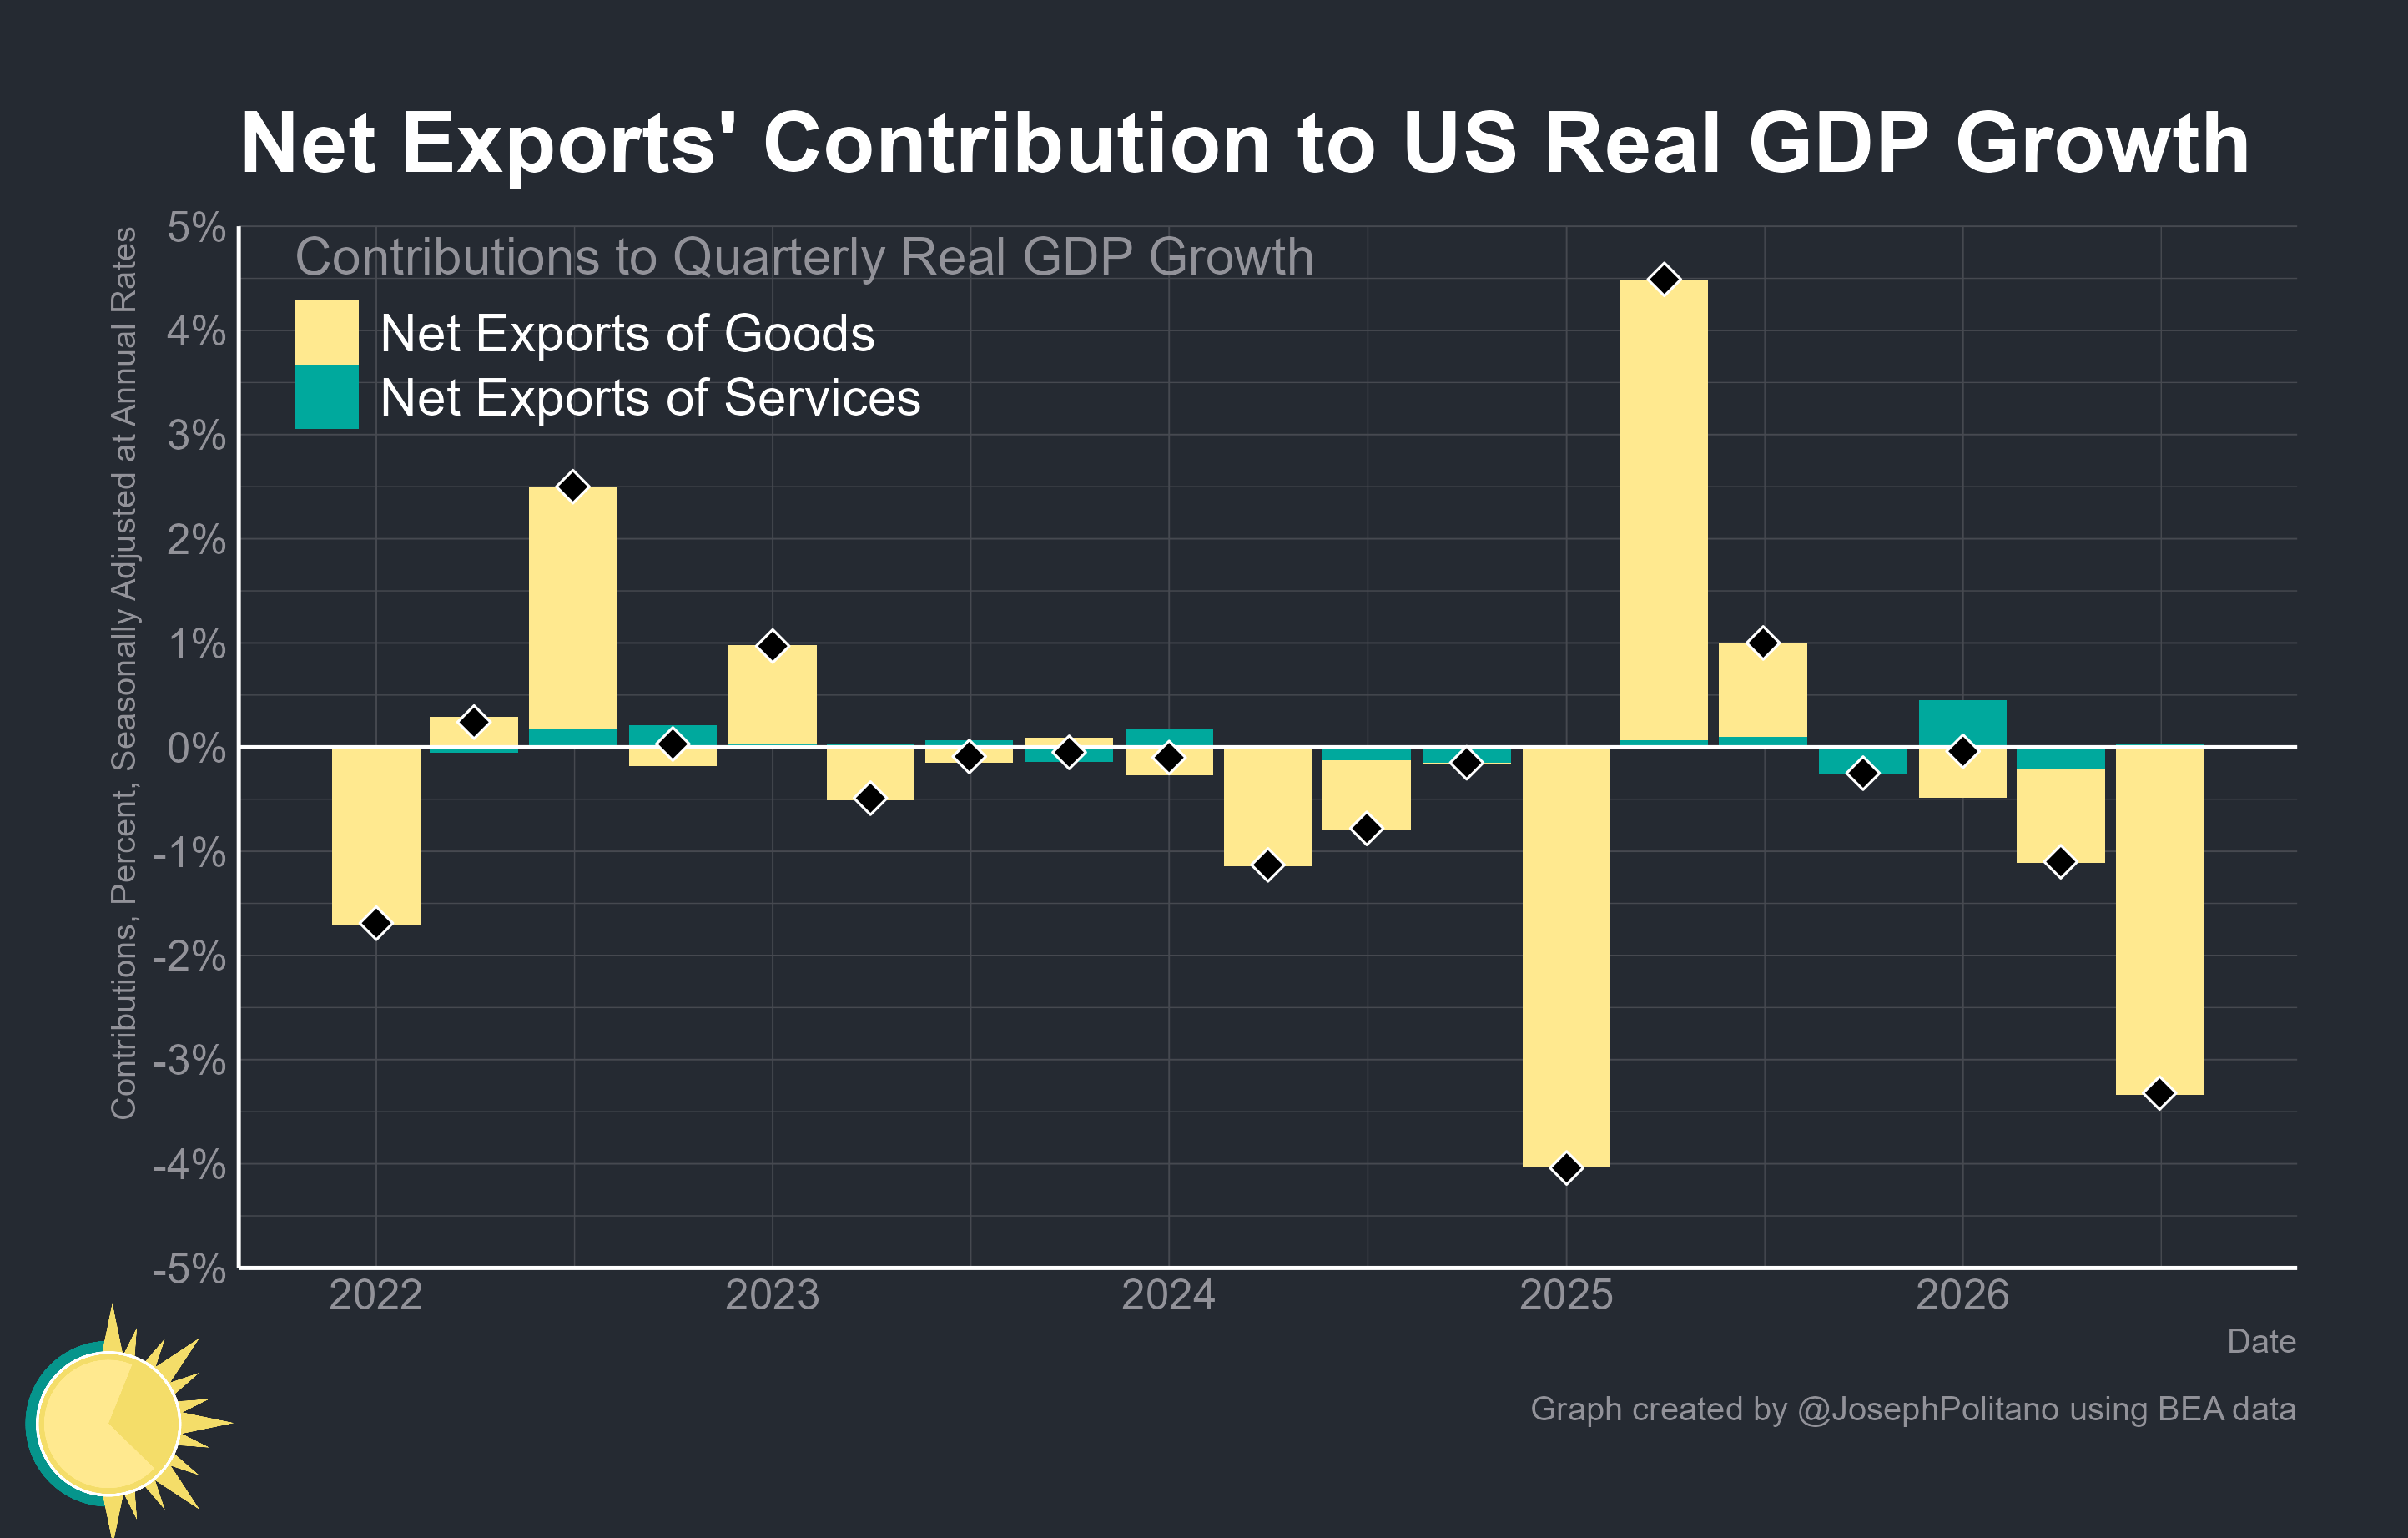 Net Exports' Contribution to US Real GDP Growth
Contributions to Quarterly Real GDP Growth
Net Exports of Goods
Net Exports of Services
Contributions, Percent, Seasonally Adjusted at Annual Rates
5%
4%
3%
2%
1%
0%
-1%
-2%
-3%
-4%
-5%
2022
2023
2024
2025
2026
Date
Graph created by @JosephPolitano using BEA data